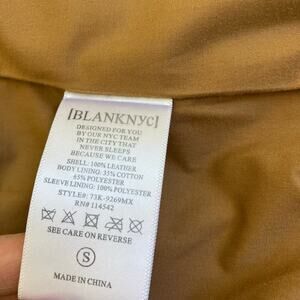 [BLANKNYC]
DESIGNED FOR YOU
BY OUR NYC TEAM
IN THE CITY THAT
NEVER SLEEPS
BECAUSE WE CARE
SHELL: 100% LEATHER
BODY LINING: 35% COTTON
65% POLYESTER
SLEEVE LINING: 100% POLYESTER
STYLE#: 73K-9269MX
RN# 114542
SEE CARE ON REVERSE
S
MADE IN CHINA